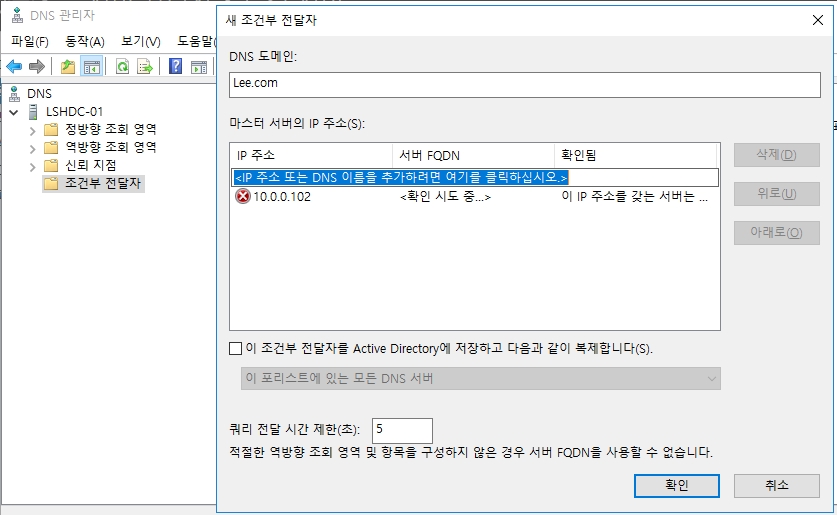 DNS 관리자
파일(F) 동작(A) 보기(V) 도움말(
DNS
LSHDC-01
정방향 조회 영역
역방향 조회 영역
신뢰 지점
조건부 전달자
새 조건부 전달자
DNS 도메인:
Lee.com
마스터 서버의 IP 주소(S):
IP 주소 서버 FQDN 확인됨
<IP 주소 또는 DNS 이름을 추가하려면 여기를 클릭하십시오.>
10.0.0.102 <확인 시도 중...> 이 IP 주소를 갖는 서버는 ...
삭제(D)
위로(U)
아래로(O)
이 조건부 전달자를 Active Directory에 저장하고 다음과 같이 복제합니다(S).
이 포리스트에 있는 모든 DNS 서버
쿼리 전달 시간 제한(초): 5
적절한 역방향 조회 영역 및 항목을 구성하지 않은 경우 서버 FQDN을 사용할 수 없습니다.
확인 취소